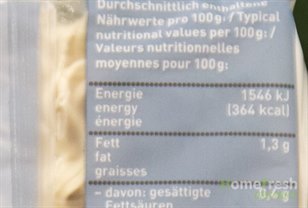 Durchschnittlich enthaltene
Nährwerte pro 100g:/Typical
nutritional values per 100g:/
Valeurs nutritionnelles
moyennes pour 100g:
Energie 1546 kJ
energy (364 kcal)
énergie
Fett 1,3 g
fat
graisses
- davon: gesättigte
Fettsäuren